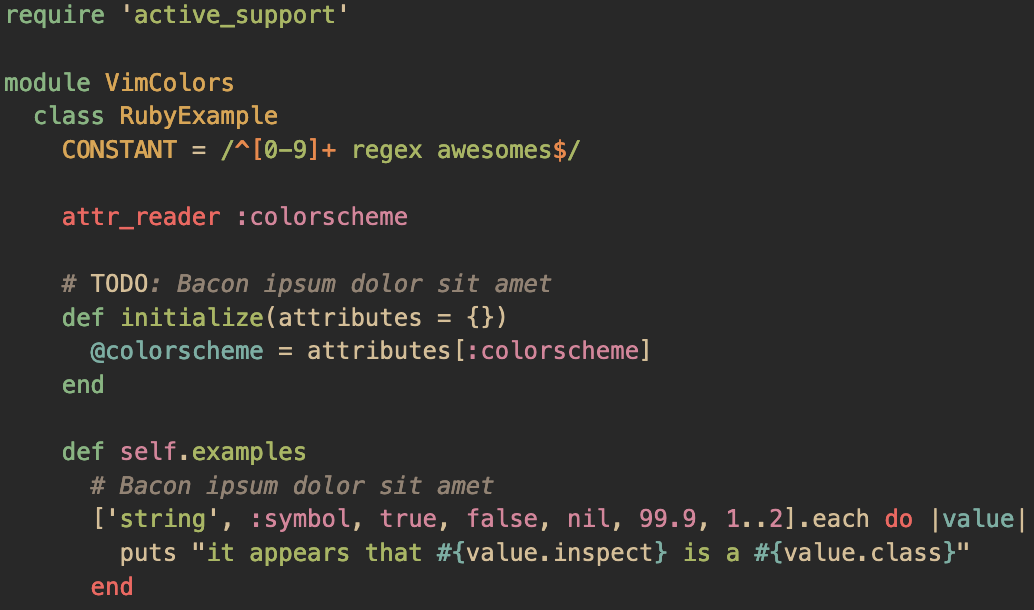 require 'active_support'

module VimColors
  class RubyExample
    CONSTANT = /^[0-9]+ regex awesomes$/

    attr_reader :colorscheme

    # TODO: Bacon ipsum dolor sit amet
    def initialize(attributes = {})
      @colorscheme = attributes[:colorscheme]
    end

    def self.examples
      # Bacon ipsum dolor sit amet
      ['string', :symbol, true, false, nil, 99.9, 1..2].each do |value|
        puts "it appears that #{value.inspect} is a #{value.class}"
      end